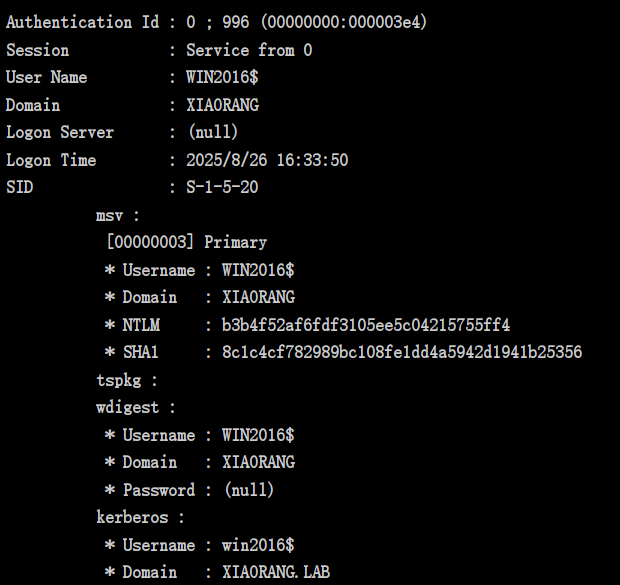 Authentication Id : 0 ; 996 (00000000:000003e4)
Session           : Service from 0
User Name         : WIN2016$
Domain            : XIAORANG
Logon Server      : (null)
Logon Time        : 2025/8/26 16:33:50
SID               : S-1-5-20
msv :
[00000003] Primary
* Username : WIN2016$
* Domain   : XIAORANG
* NTLM     : b3b4f52af6fdf3105ee5c04215755ff4
* SHA1     : 8c1c4cf782989bc108fe1dd4a5942d1941b25356
tspkg :
wdigest :
* Username : WIN2016$
* Domain   : XIAORANG
* Password : (null)
kerberos :
* Username : win2016$
* Domain   : XIAORANG.LAB